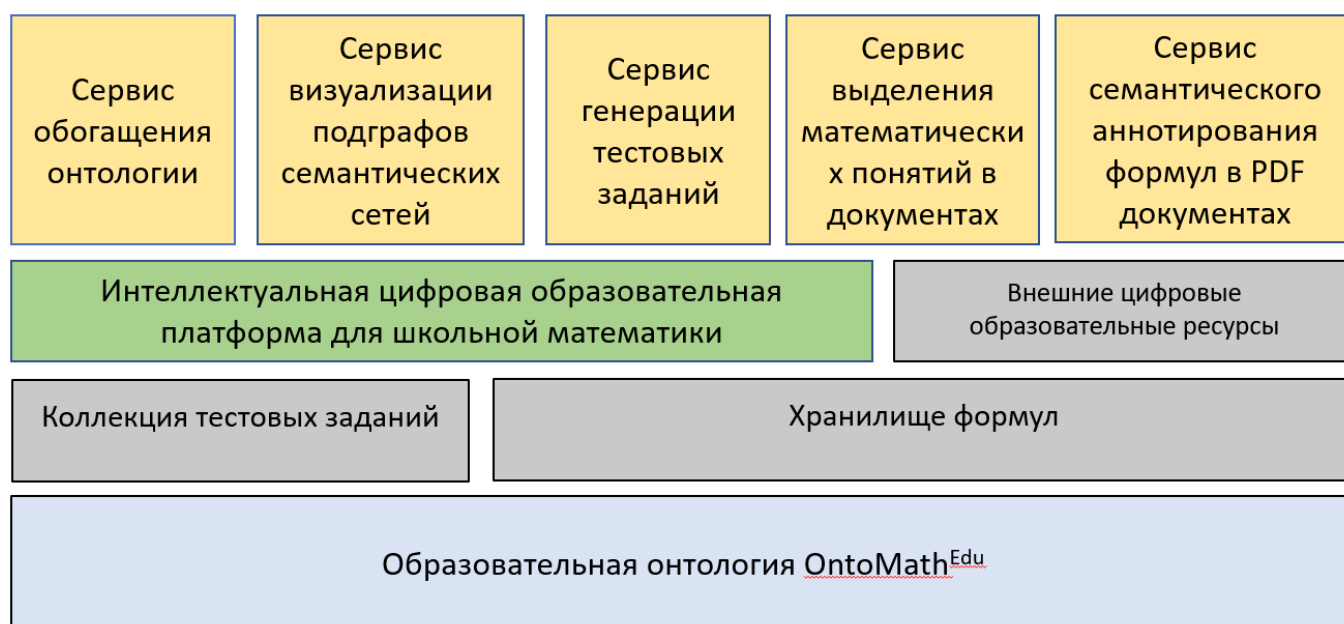 Сервис
обогащения
онтологии
Сервис
визуализации
подграфов
семантических
сетей
Сервис
генерации
тестовых
заданий
Сервис
выделения
математически
х понятий в
документах
Сервис
семантического
аннотирования
формул в PDF
документах
Интеллектуальная цифровая образовательная
платформа для школьной математики
Внешние цифровые
образовательные ресурсы
Коллекция тестовых заданий
Хранилище формул
Образовательная онтология OntoMathEdu